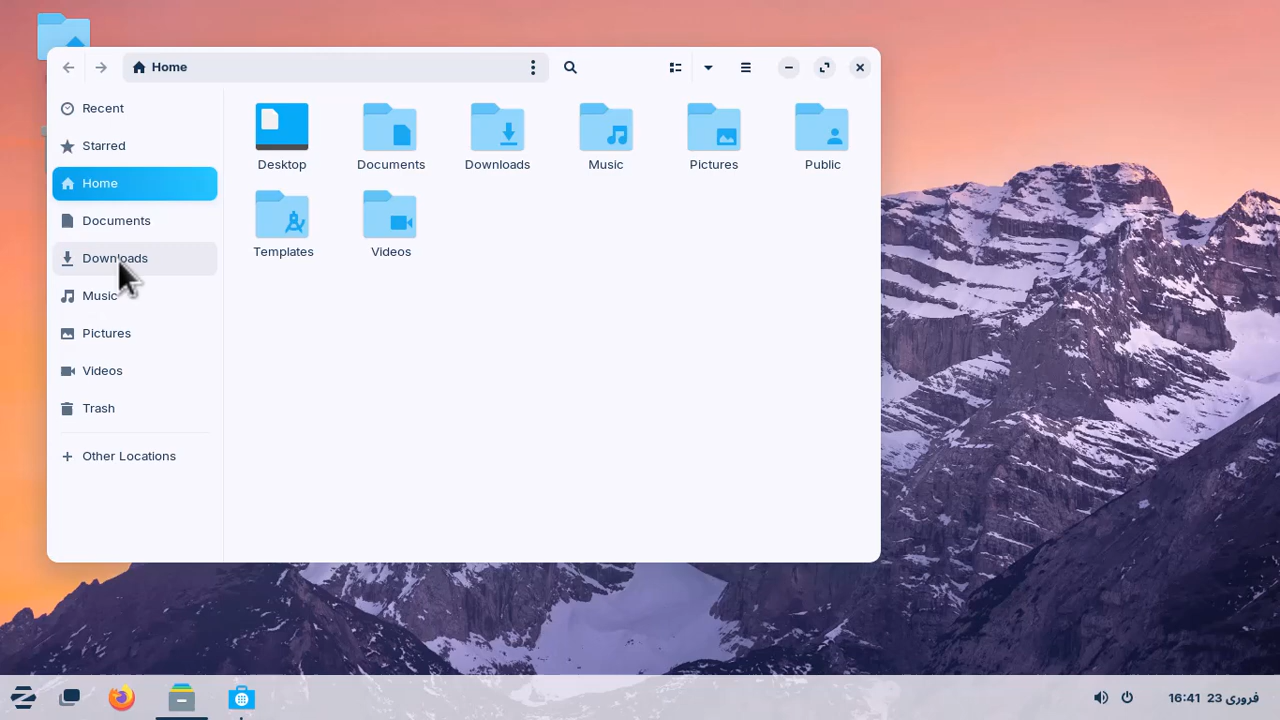 Home
Recent
Starred
Home
Documents
Downloads
Music
Pictures
Videos
Trash
Other Locations
Desktop
Documents
Downloads
Music
Pictures
Public
Templates
Videos
16:41 23 فروری